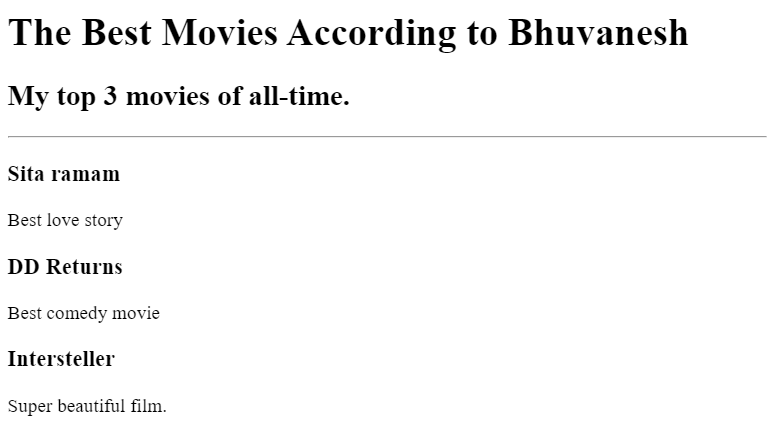 The Best Movies According to Bhuvanesh
My top 3 movies of all-time.
Sita ramam
Best love story
DD Returns
Best comedy movie
Intersteller
Super beautiful film.